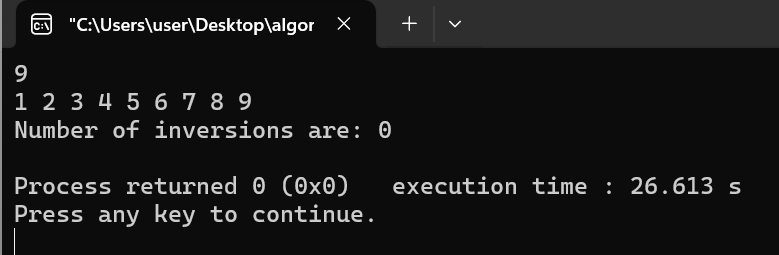 "C:\Users\user\Desktop\algor
9
1 2 3 4 5 6 7 8 9
Number of inversions are: 0
Process returned 0 (0x0)   execution time : 26.613 s
Press any key to continue.